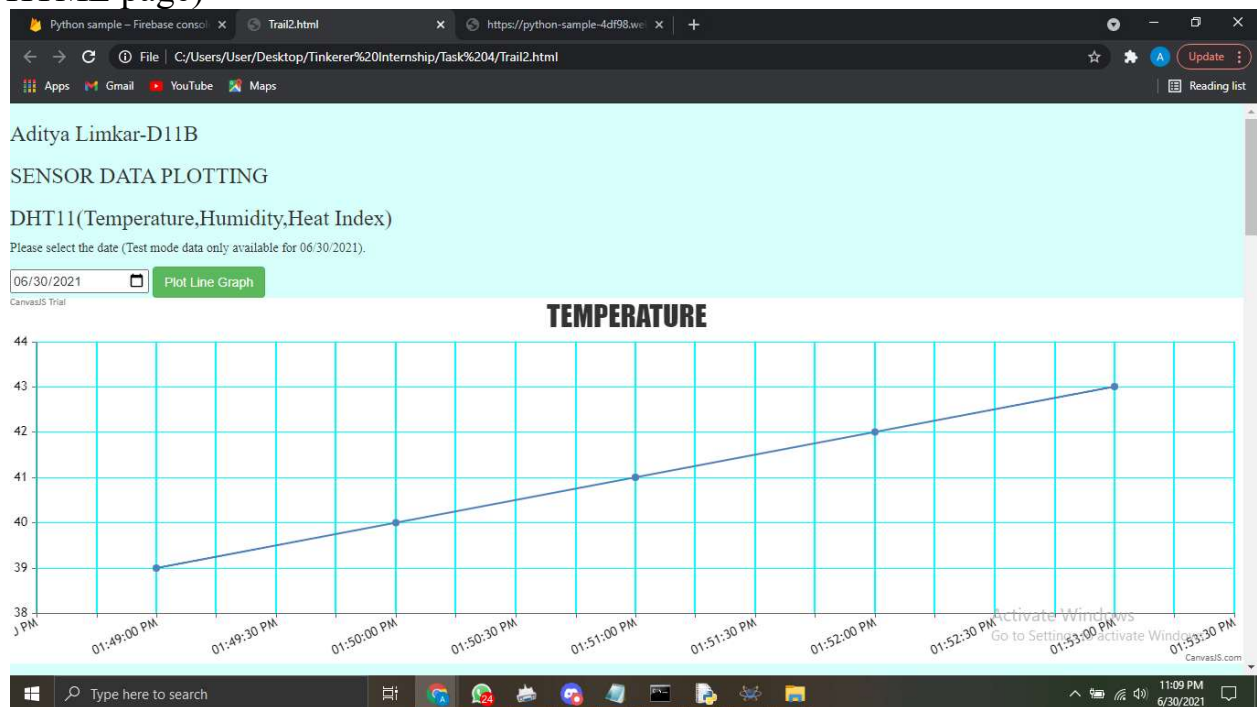 HTML page)
Python sample – Firebase consol
Trail2.html
https://python-sample-4df98.we
File | C:/Users/User/Desktop/Tinkerer%20Internship/Task%204/Trail2.html
A
Update
Apps
Gmail
YouTube
Maps
Reading list
Aditya Limkar-D11B
SENSOR DATA PLOTTING
DHT11(Temperature,Humidity,Heat Index)
Please select the date (Test mode data only available for 06/30/2021).
06/30/2021
Plot Line Graph
CanvasJS Trial
TEMPERATURE
44
43
42
41
40
39
38
PM
01:49:00 PM
01:49:30 PM
01:50:00 PM
01:50:30 PM
01:51:00 PM
01:51:30 PM
01:52:00 PM
01:52:30 PM
01:53:00 PM
01:53:30 PM
Activate Windows
Go to Settings to activate Windows.
CanvasJS.com
Type here to search
24
11:09 PM
6/30/2021